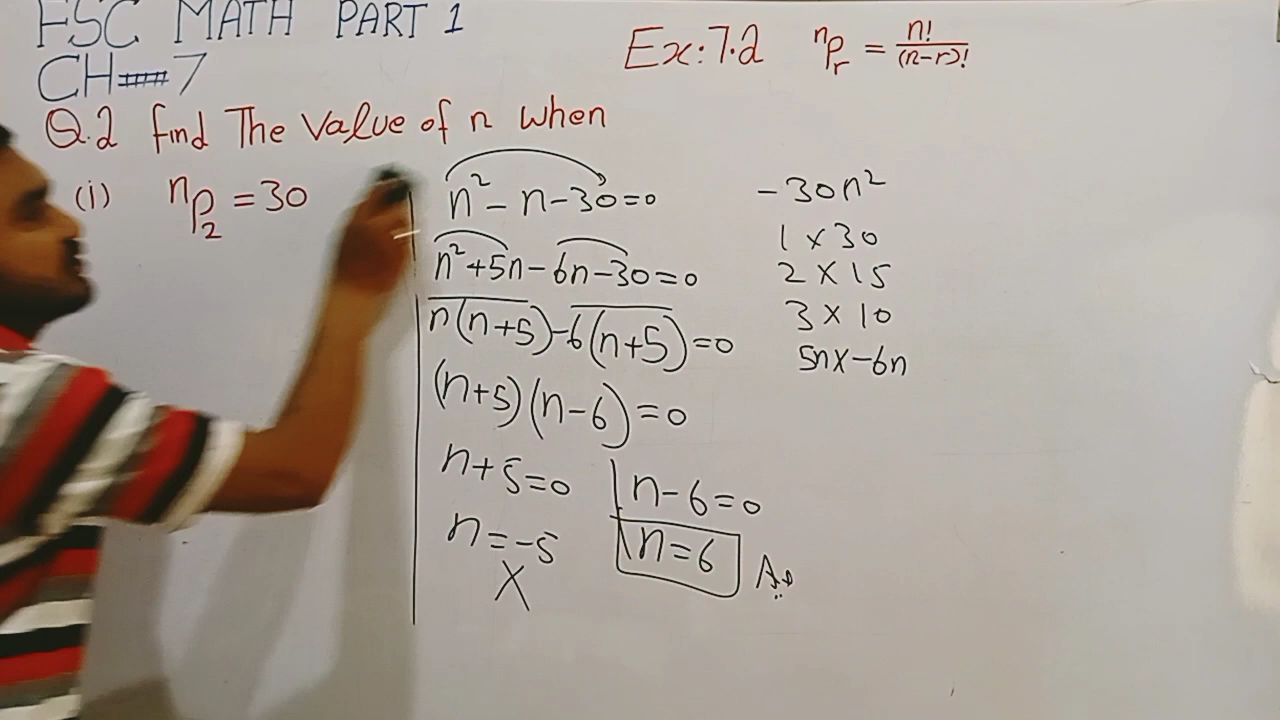 FSC MATH PART 1
CH 7
Ex: 7.2 ⁿPᵣ = n!/(n-r)!
Q.2 find The value of n when
(i) ⁿP₂ = 30
n² - n - 30 = 0
n² + 5n - 6n - 30 = 0
n(n+5) - 6(n+5) = 0
(n+5)(n-6) = 0
n + 5 = 0
n = -5
X
n - 6 = 0
n = 6
-30n²
1 x 30
2 x 15
3 x 10
5n x -6n